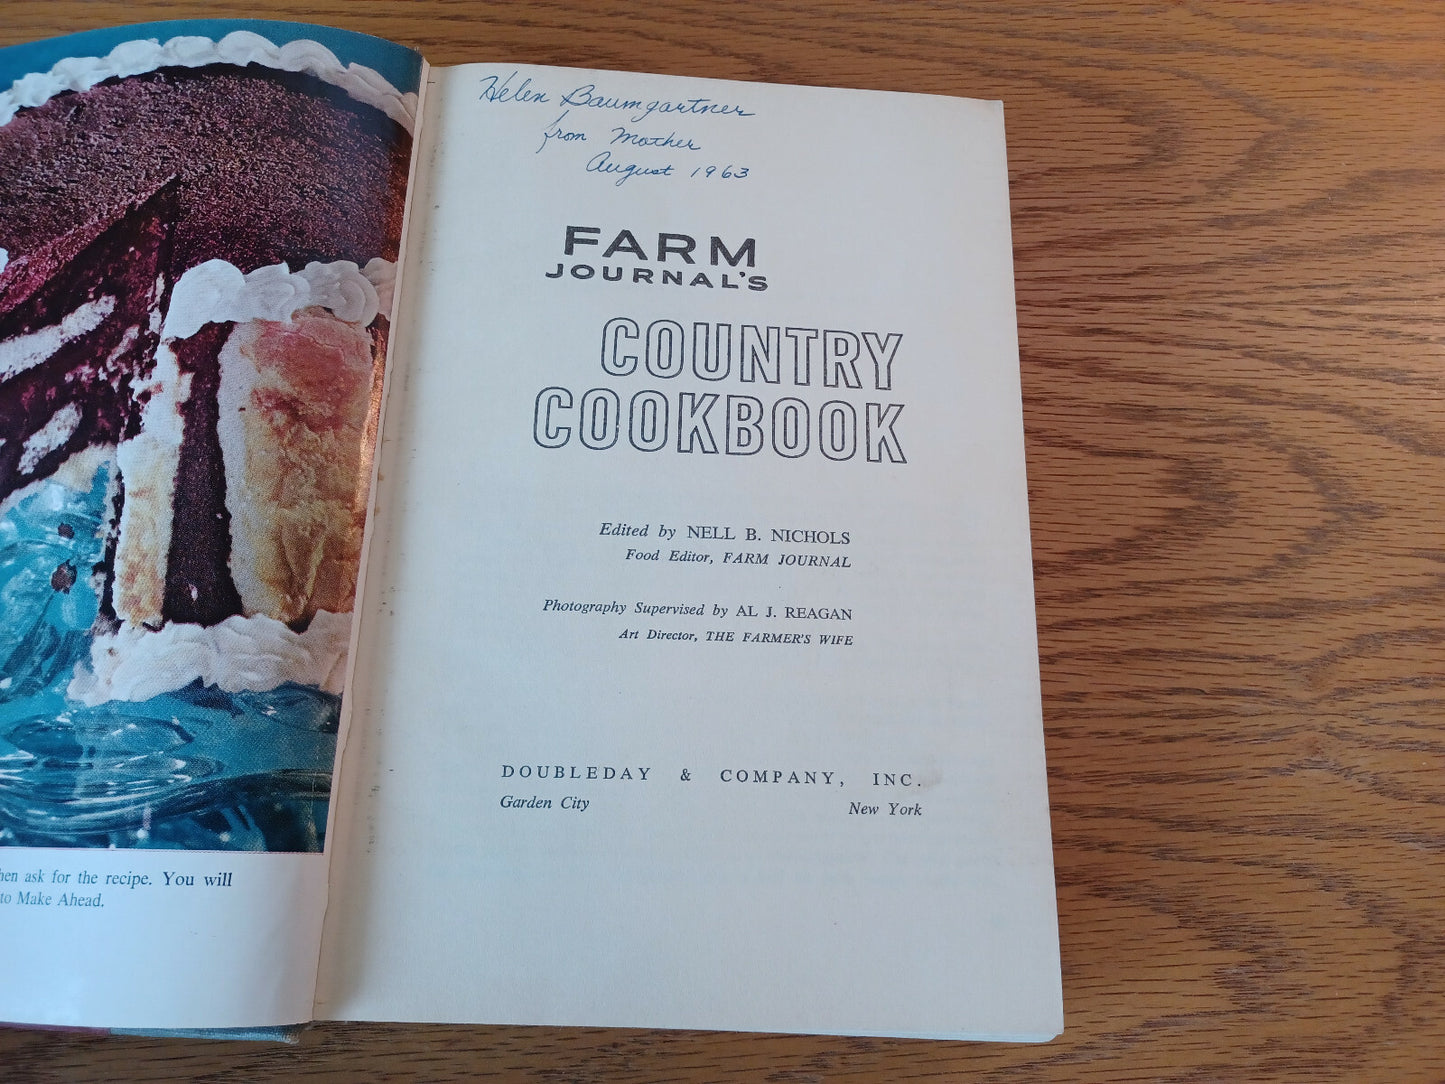 Helen Baumgartner
from Mother
August 1963
FARM
JOURNAL'S
COUNTRY
COOKBOOK
Edited by NELL B. NICHOLS
Food Editor, FARM JOURNAL
Photography Supervised by AL J. REAGAN
Art Director, THE FARMER'S WIFE
DOUBLEDAY & COMPANY, INC.
Garden City New York
hen ask for the recipe. You will
to Make Ahead.